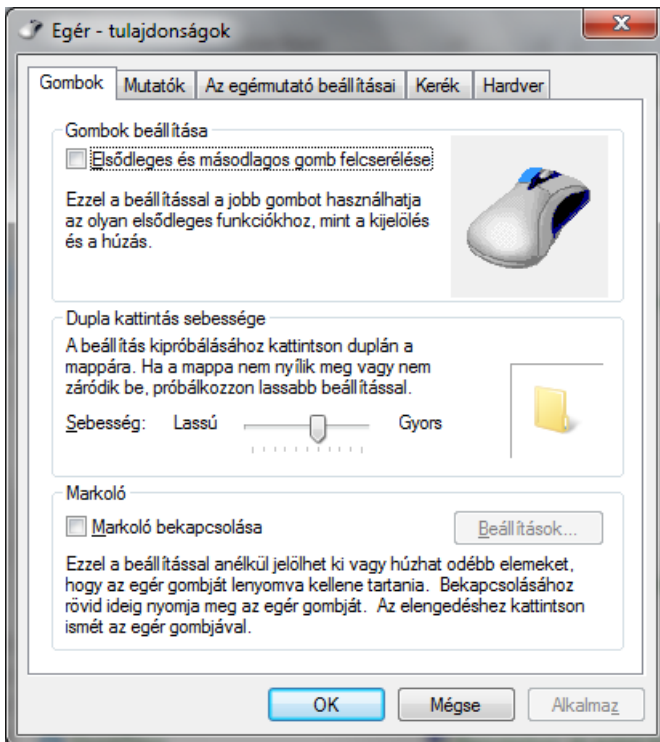 Egér - tulajdonságok
Gombok Mutatók Az egérmutató beállításai Kerék Hardver
Gombok beállítása
Elsődleges és másodlagos gomb felcserélése
Ezzel a beállítással a jobb gombot használhatja
az olyan elsődleges funkciókhoz, mint a kijelölés
és a húzás.
Dupla kattintás sebessége
A beállítás kipróbálásához kattintson duplán a
mappára. Ha a mappa nem nyílik meg vagy nem
záródik be, próbálkozzon lassabb beállítással.
Sebesség: Lassú Gyors
Markoló
Markoló bekapcsolása Beállítások...
Ezzel a beállítással anélkül jelölhet ki vagy húzhat odébb elemeket,
hogy az egér gombját lenyomva kellene tartania. Bekapcsolásához
rövid ideig nyomja meg az egér gombját. Az elengedéshez kattintson
ismét az egér gombjával.
OK Mégse Alkalmaz